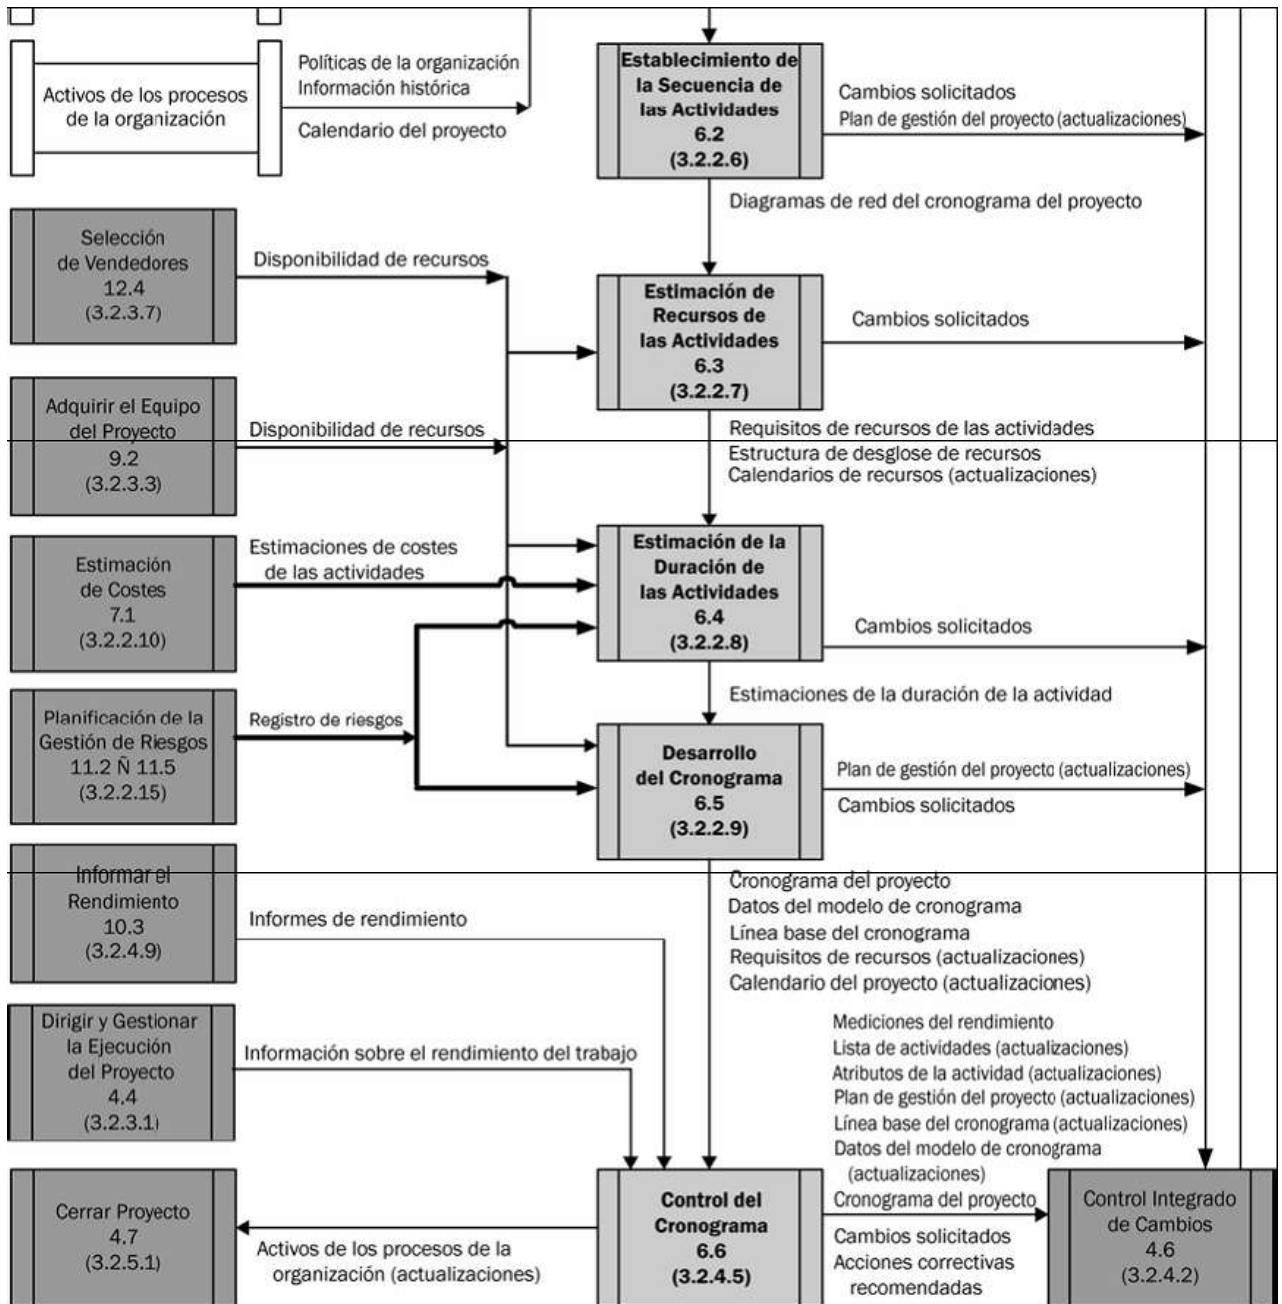 Activos de los procesos
de la organización
Políticas de la organización
Información histórica
Calendario del proyecto
Establecimiento de
la Secuencia de
las Actividades
6.2
(3.2.2.6)
Cambios solicitados
Plan de gestión del proyecto (actualizaciones)
Diagramas de red del cronograma del proyecto
Selección
de Vendedores
12.4
(3.2.3.7)
Disponibilidad de recursos
Estimación de
Recursos de
las Actividades
6.3
(3.2.2.7)
Cambios solicitados
Adquirir el Equipo
del Proyecto
9.2
(3.2.3.3)
Disponibilidad de recursos
Requisitos de recursos de las actividades
Estructura de desglose de recursos
Calendarios de recursos (actualizaciones)
Estimación
de Costes
7.1
(3.2.2.10)
Estimaciones de costes
de las actividades
Estimación de la
Duración de
las Actividades
6.4
(3.2.2.8)
Cambios solicitados
Estimaciones de la duración de la actividad
Planificación de la
Gestión de Riesgos
11.2 Ñ 11.5
(3.2.2.15)
Registro de riesgos
Desarrollo
del Cronograma
6.5
(3.2.2.9)
Plan de gestión del proyecto (actualizaciones)
Cambios solicitados
Informar el
Rendimiento
10.3
(3.2.4.9)
Informes de rendimiento
Cronograma del proyecto
Datos del modelo de cronograma
Línea base del cronograma
Requisitos de recursos (actualizaciones)
Calendario del proyecto (actualizaciones)
Dirigir y Gestionar
la Ejecución
del Proyecto
4.4
(3.2.3.1)
Información sobre el rendimiento del trabajo
Mediciones del rendimiento
Lista de actividades (actualizaciones)
Atributos de la actividad (actualizaciones)
Plan de gestión del proyecto (actualizaciones)
Línea base del cronograma (actualizaciones)
Datos del modelo de cronograma
(actualizaciones)
Cronograma del proyecto
Cambios solicitados
Acciones correctivas
recomendadas
Cerrar Proyecto
4.7
(3.2.5.1)
Activos de los procesos de la
organización (actualizaciones)
Control del
Cronograma
6.6
(3.2.4.5)
Control Integrado
de Cambios
4.6
(3.2.4.2)